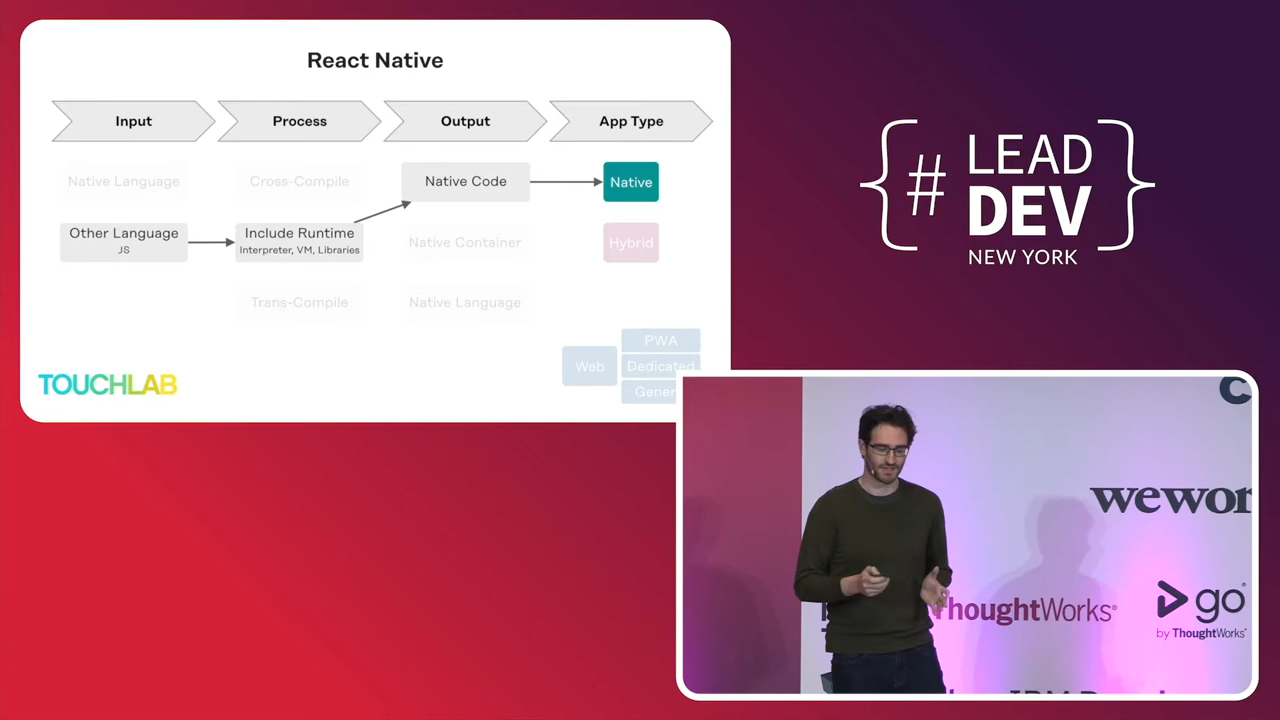 React Native
Input
Process
Output
App Type
Native Language
Cross-Compile
Native Code
Native
Other Language
JS
Include Runtime
Interpreter, VM, Libraries
Native Container
Hybrid
Trans-Compile
Native Language
Web
PWA
Dedicated
Gener
TOUCHLAB
{# LEAD
DEV}
NEW YORK
wewor
ThoughtWorks®
go
by ThoughtWorks®